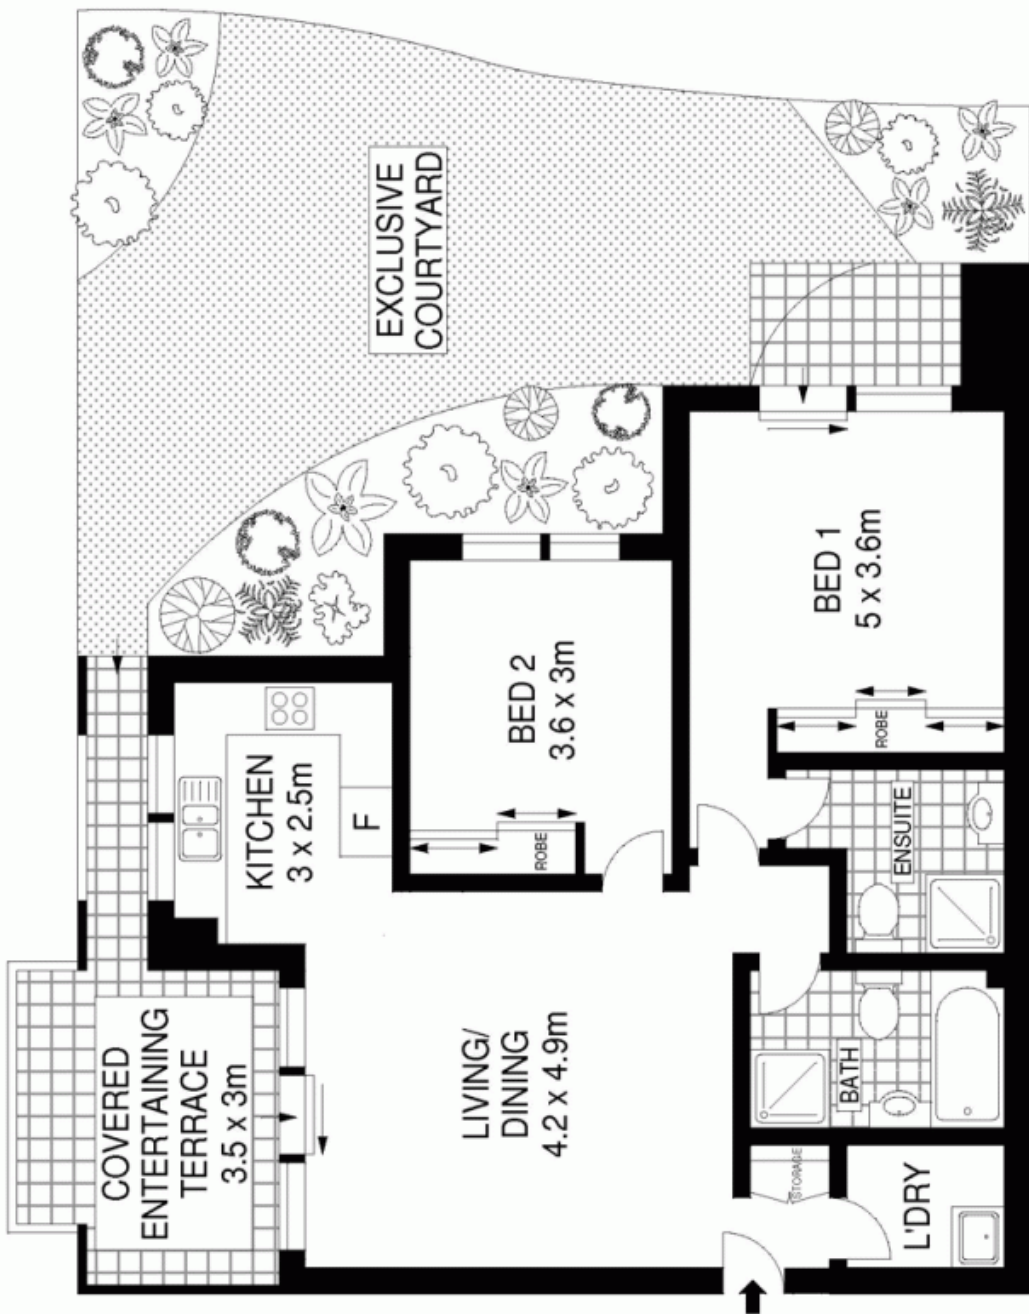 EXCLUSIVE
COURTYARD
BED 1
5 x 3.6m
ROBE
BED 2
3.6 x 3m
ROBE
KITCHEN
3 x 2.5m
F
ENSUITE
COVERED
ENTERTAINING
TERRACE
3.5 x 3m
LIVING/
DINING
4.2 x 4.9m
BATH
STORAGE
L'DRY